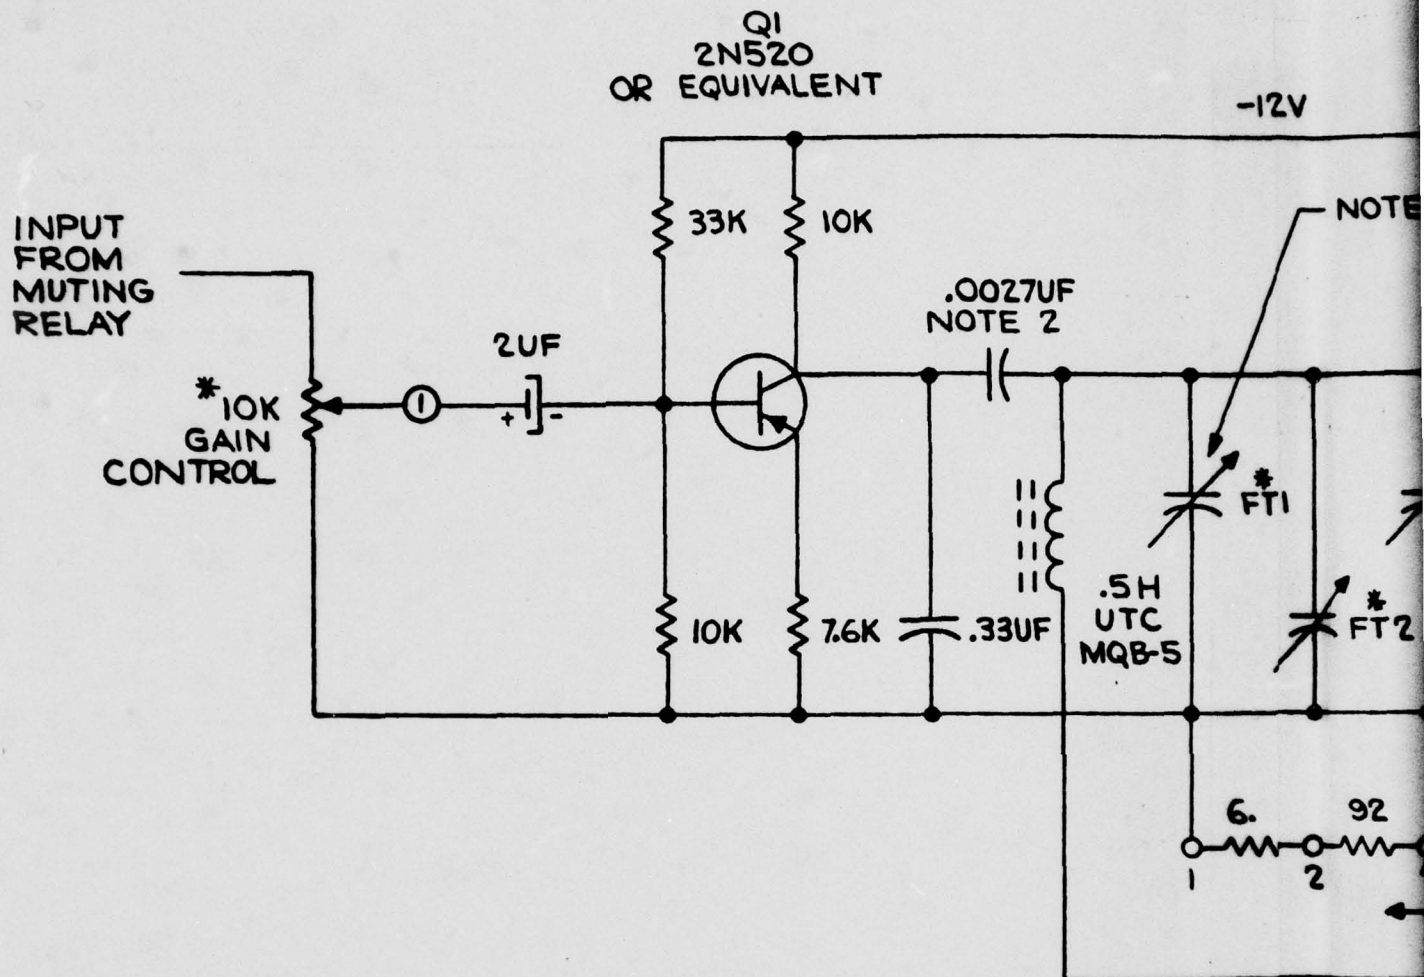 Q1
2N520
OR EQUIVALENT
-12V
33K
10K
NOTE
INPUT
FROM
MUTING
RELAY
.0027UF
NOTE 2
2UF
+ -
*10K
GAIN
CONTROL
1
*
FT1
.5H
UTC
MQB-5
*
FT2
10K
7.6K
.33UF
6.
92
1
2